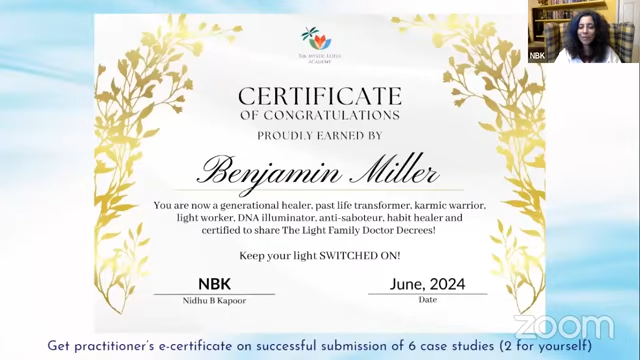 THE MYSTIC LOTUS
ACADEMY
NBK
CERTIFICATE
OF CONGRATULATIONS
PROUDLY EARNED BY
Benjamin Miller
You are now a generational healer, past life transformer, karmic warrior,
light worker, DNA illuminator, anti-saboteur, habit healer and
certified to share The Light Family Doctor Decrees!
Keep your light SWITCHED ON!
NBK
June, 2024
Nidhu B Kapoor
Date
zoom
Get practitioner's e-certificate on successful submission of 6 case studies (2 for yourself)